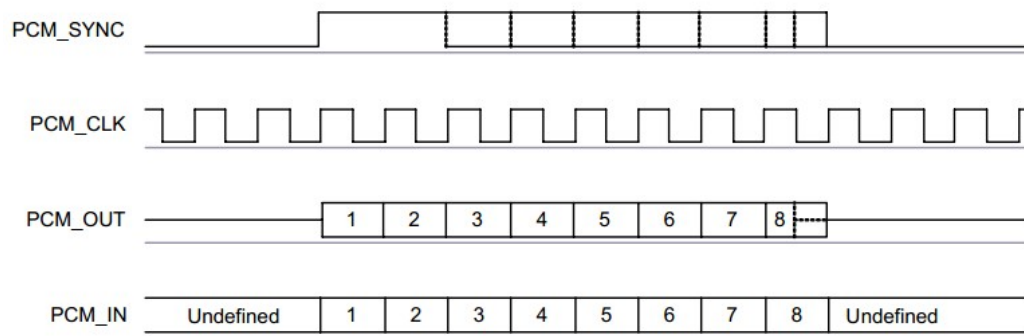 PCM_SYNC
PCM_CLK
PCM_OUT 1 2 3 4 5 6 7 8
PCM_IN Undefined 1 2 3 4 5 6 7 8 Undefined